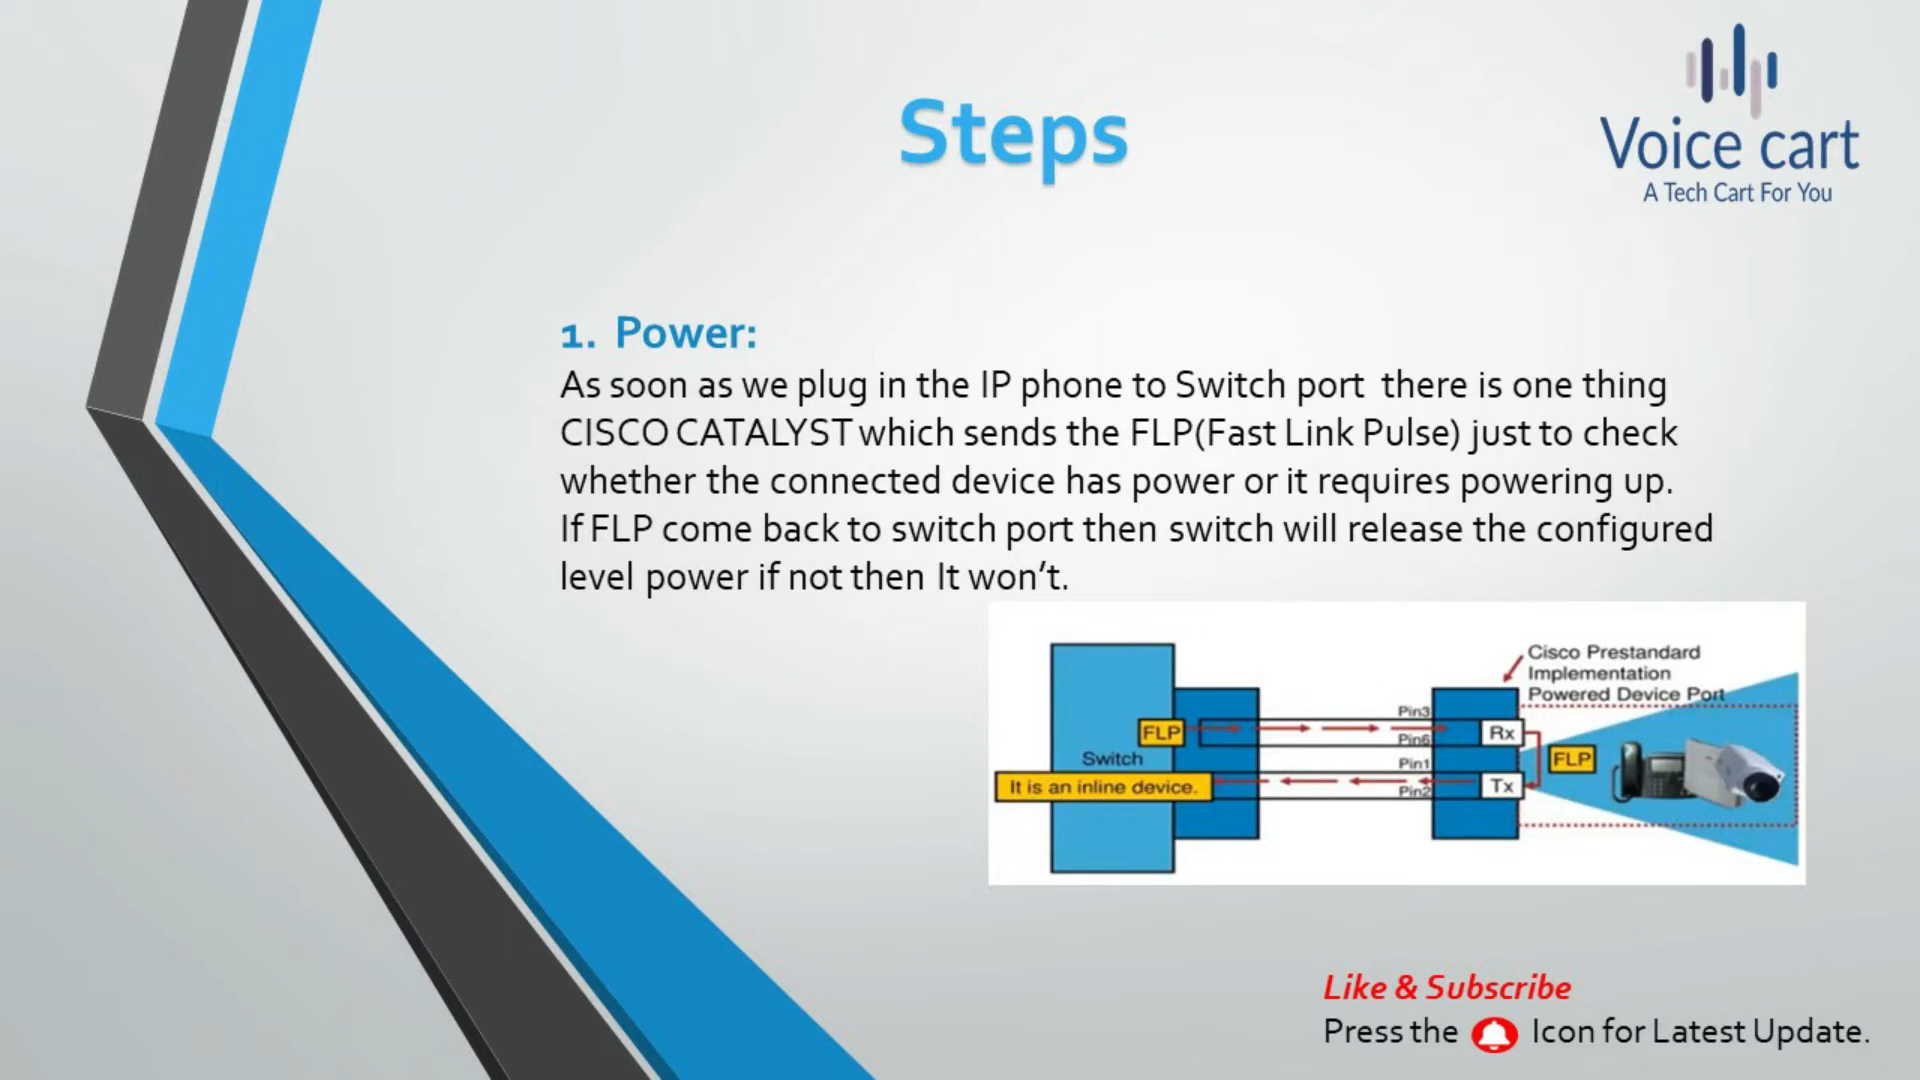 Steps
Voice cart
A Tech Cart For You
1. Power:
As soon as we plug in the IP phone to Switch port there is one thing
CISCO CATALYST which sends the FLP(Fast Link Pulse) just to check
whether the connected device has power or it requires powering up.
If FLP come back to switch port then switch will release the configured
level power if not then It won't.
Cisco Prestandard
Implementation
Powered Device Port
Pin3
FLP
Rx
Pin6
Switch
FLP
Pin1
It is an inline device.
Tx
Pin2
Like & Subscribe
Press the Icon for Latest Update.